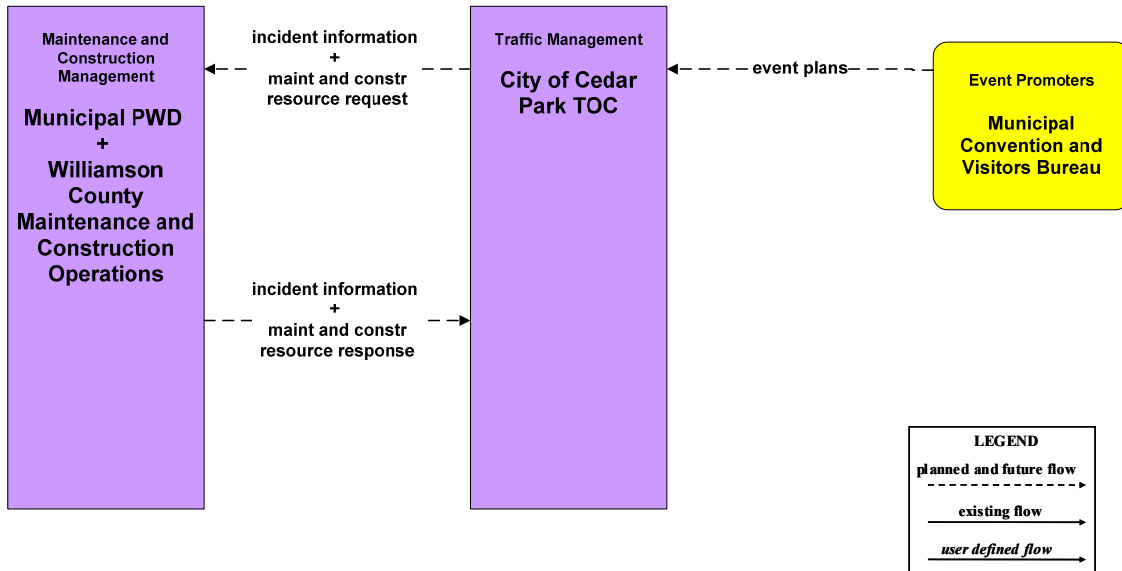 Maintenance and
Construction
Management
Municipal PWD
+
Williamson
County
Maintenance and
Construction
Operations
incident information
+
maint and constr
resource request
incident information
+
maint and constr
resource response
Traffic Management
City of Cedar
Park TOC
event plans
Event Promoters
Municipal
Convention and
Visitors Bureau
LEGEND
planned and future flow
existing flow
user defined flow